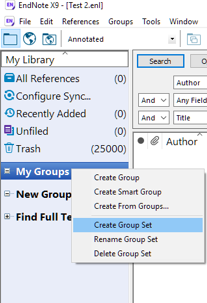 EndNote X9 - [Test 2.enl]
File Edit References Groups Tools Window
Annotated
My Library
All References (0)
Configure Sync...
Recently Added (0)
Unfiled (0)
Trash (25000)
My Groups
New Group
Find Full Te
Search
Author
And Any Field
And Title
Author
Create Group
Create Smart Group
Create From Groups...
Create Group Set
Rename Group Set
Delete Group Set